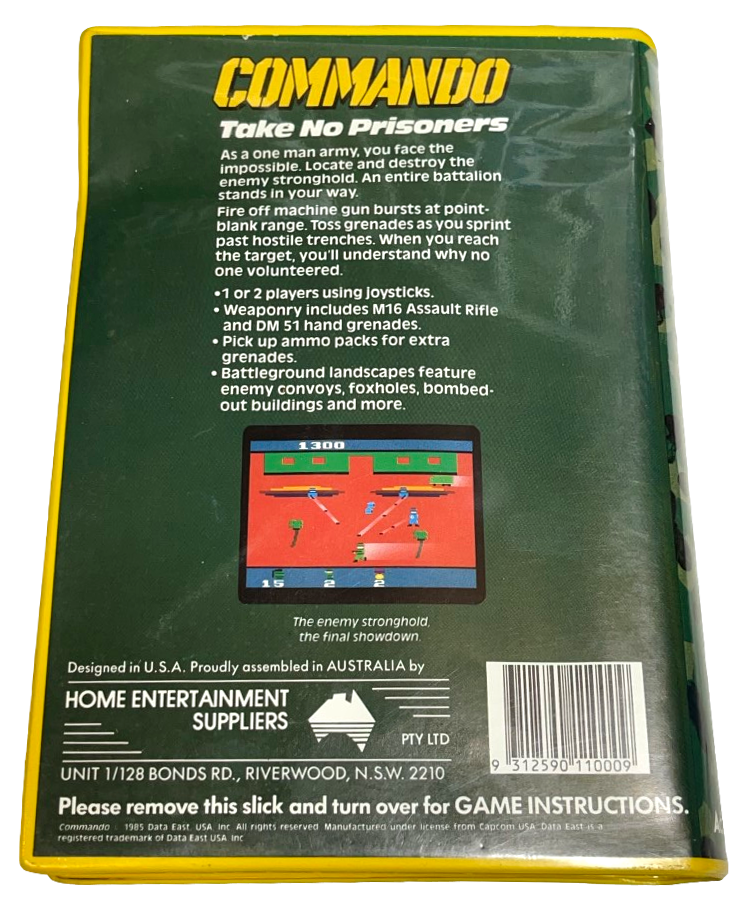 COMMANDO
Take No Prisoners
As a one man army, you face the
impossible. Locate and destroy the
enemy stronghold. An entire battalion
stands in your way.
Fire off machine gun bursts at point-
blank range. Toss grenades as you sprint
past hostile trenches. When you reach
the target, you'll understand why no
one volunteered.
•1 or 2 players using joysticks.
• Weaponry includes M16 Assault Rifle
and DM 51 hand grenades.
• Pick up ammo packs for extra
grenades.
• Battleground landscapes feature
enemy convoys, foxholes, bombed-
out buildings and more.
1300
15 2 2
The enemy stronghold,
the final showdown.
Designed in U.S.A. Proudly assembled in AUSTRALIA by
HOME ENTERTAINMENT
SUPPLIERS
PTY LTD
UNIT 1/128 BONDS RD., RIVERWOOD, N.S.W. 2210
9 312590 110009
Please remove this slick and turn over for GAME INSTRUCTIONS.
Commando 1985 Data East USA Inc. All rights reserved. Manufactured under license from Capcom USA. Data East is a
registered trademark of Data East USA Inc